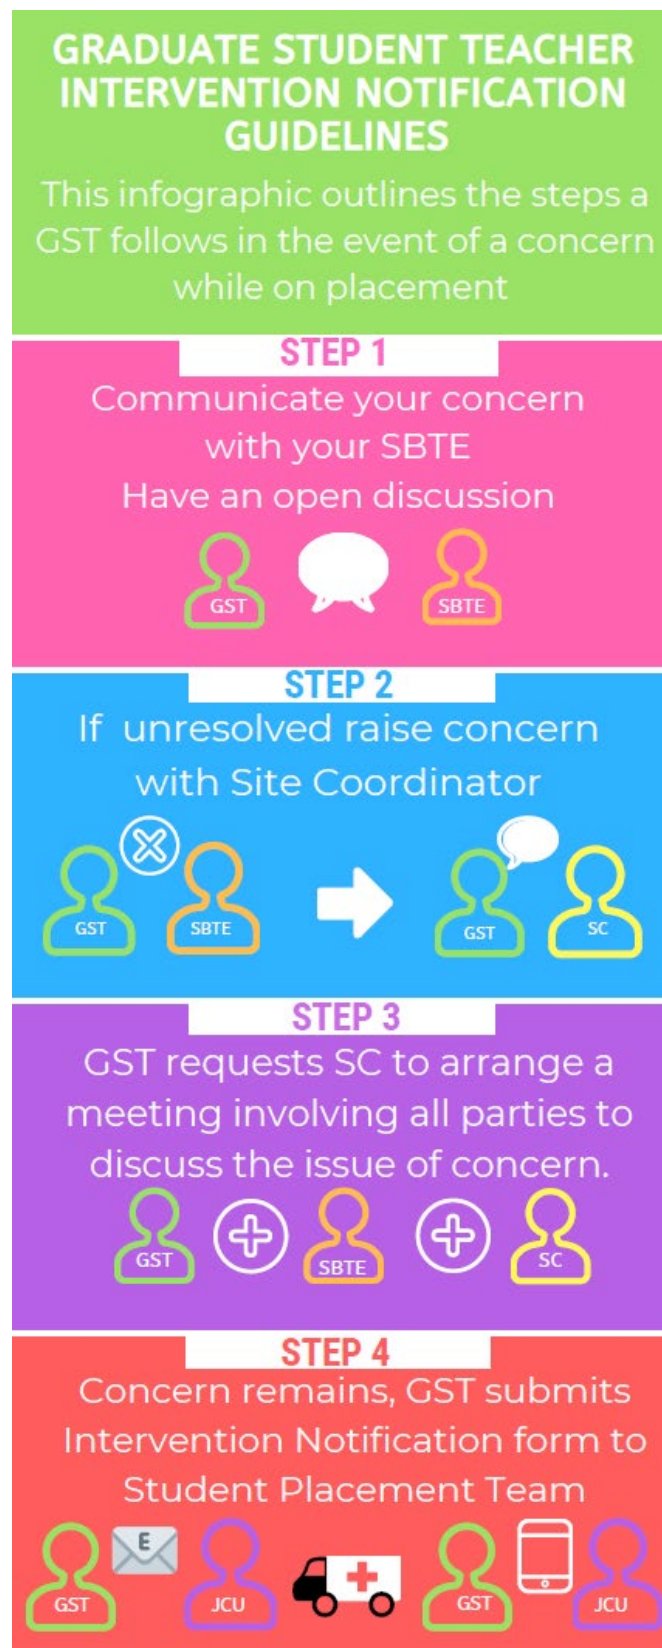 GRADUATE STUDENT TEACHER
INTERVENTION NOTIFICATION
GUIDELINES
This infographic outlines the steps a
GST follows in the event of a concern
while on placement
STEP 1
Communicate your concern
with your SBTE
Have an open discussion
GST
SBTE
STEP 2
If unresolved raise concern
with Site Coordinator
GST
SBTE
GST
SC
STEP 3
GST requests SC to arrange a
meeting involving all parties to
discuss the issue of concern.
GST
SBTE
SC
STEP 4
Concern remains, GST submits
Intervention Notification form to
Student Placement Team
GST
E
JCU
GST
JCU